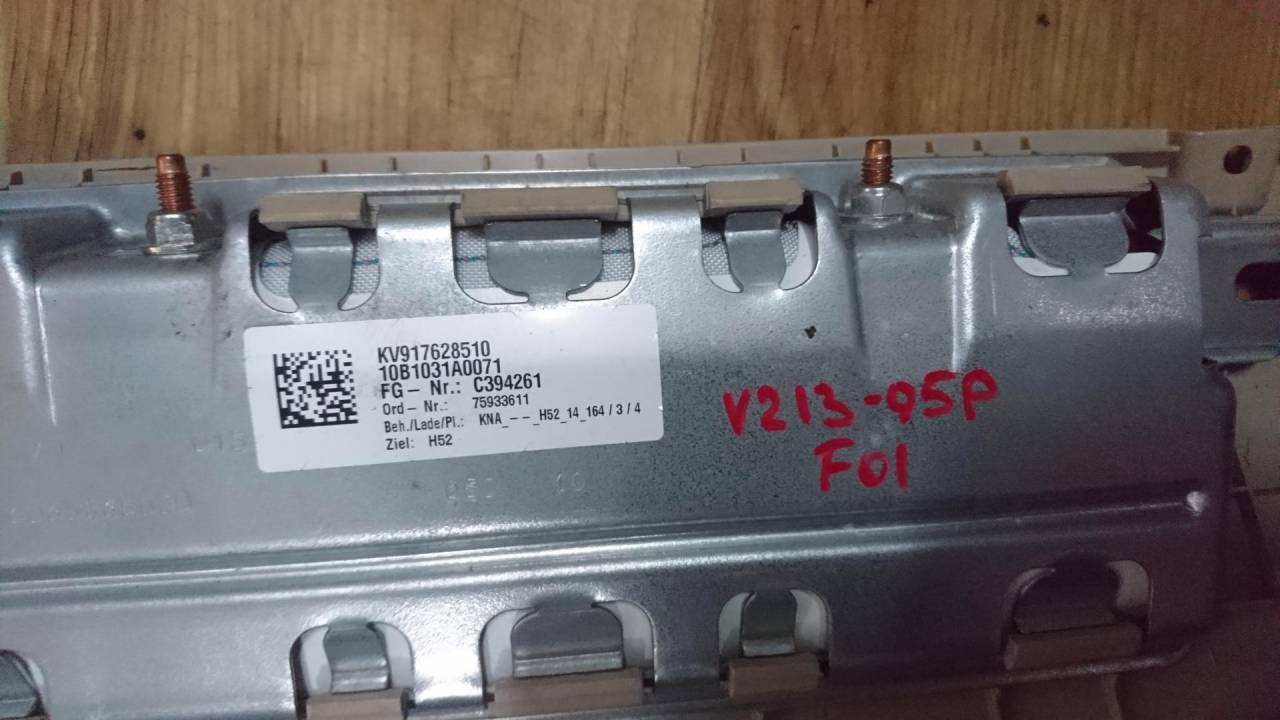 KV917628510
10B1031A0071
FG- Nr.: C394261
Ord- Nr.: 75933611
Beh./Lade/Pl.: KNA_--_H52_14_164/3/4
Ziel: H52
V213-95P
F01